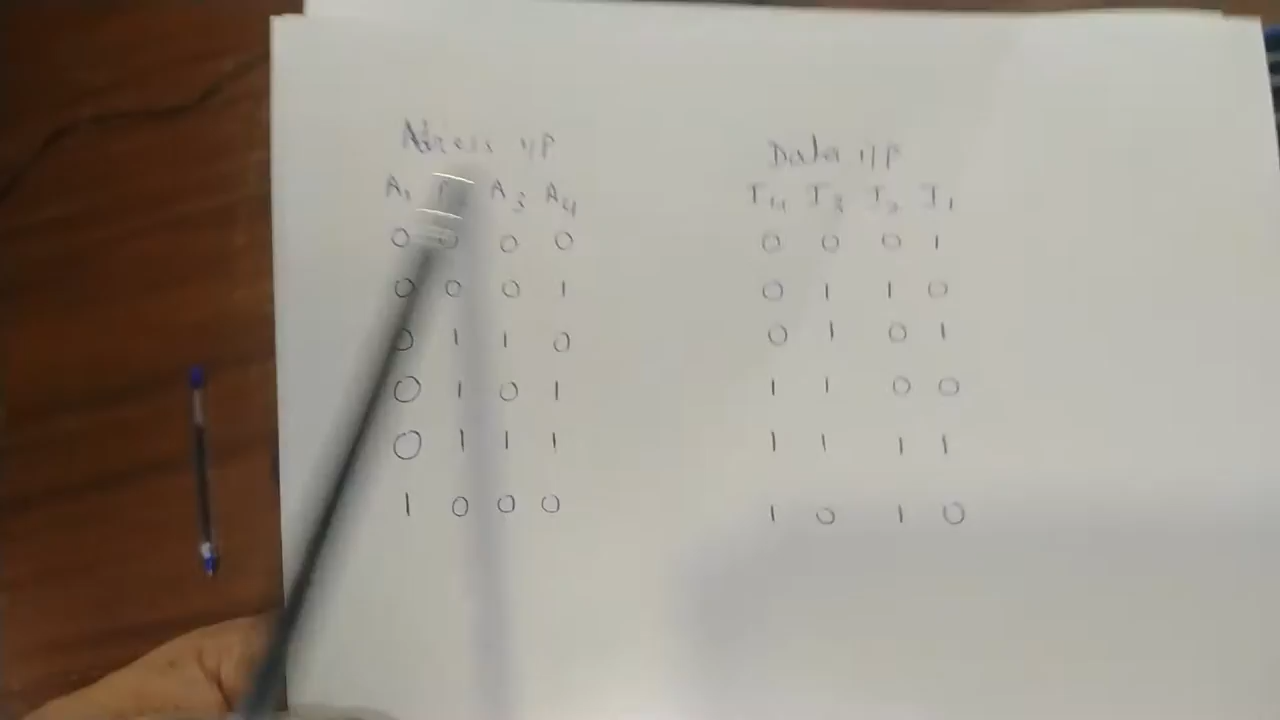 Adress I/P Data I/P
A1 A3 A4 I4 I3 I2 I1
0 0 0 0 0 0 0 1
0 0 0 1 0 1 1 0
0 1 1 0 0 1 0 1
0 1 0 1 1 1 0 0
0 1 1 1 1 1 1 1
1 0 0 0 1 0 1 0